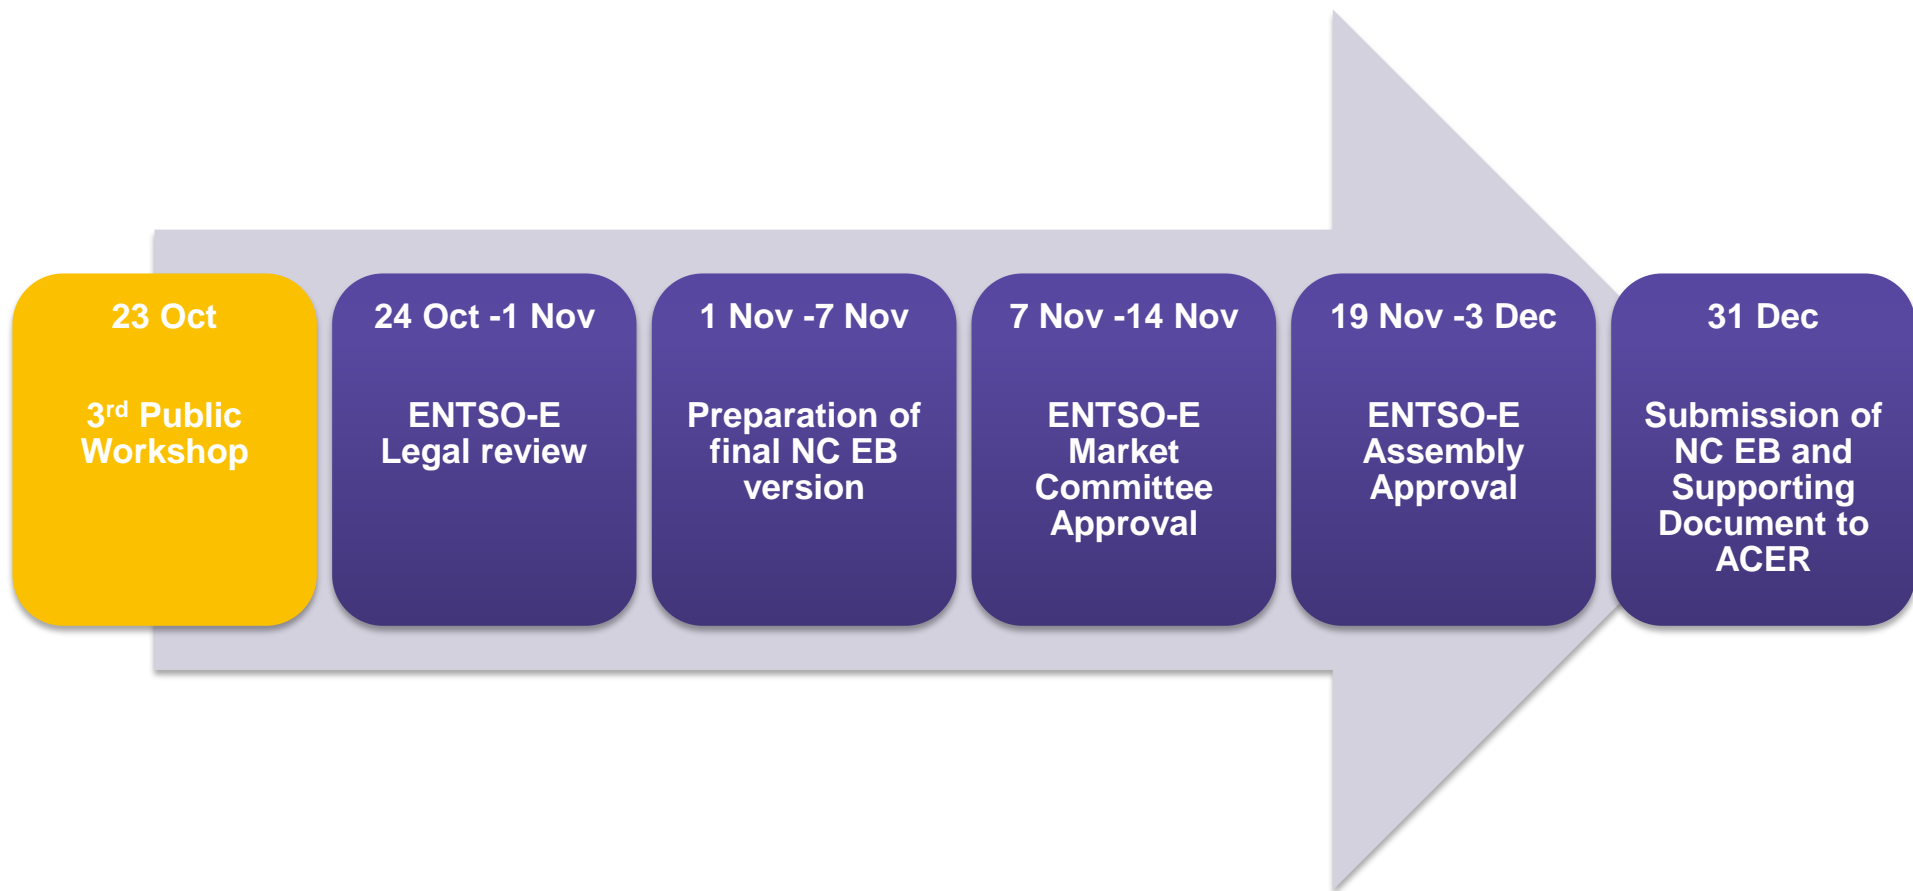 23 Oct
3rd Public
Workshop
24 Oct -1 Nov
ENTSO-E
Legal review
1 Nov -7 Nov
Preparation of
final NC EB
version
7 Nov -14 Nov
ENTSO-E
Market
Committee
Approval
19 Nov -3 Dec
ENTSO-E
Assembly
Approval
31 Dec
Submission of
NC EB and
Supporting
Document to
ACER